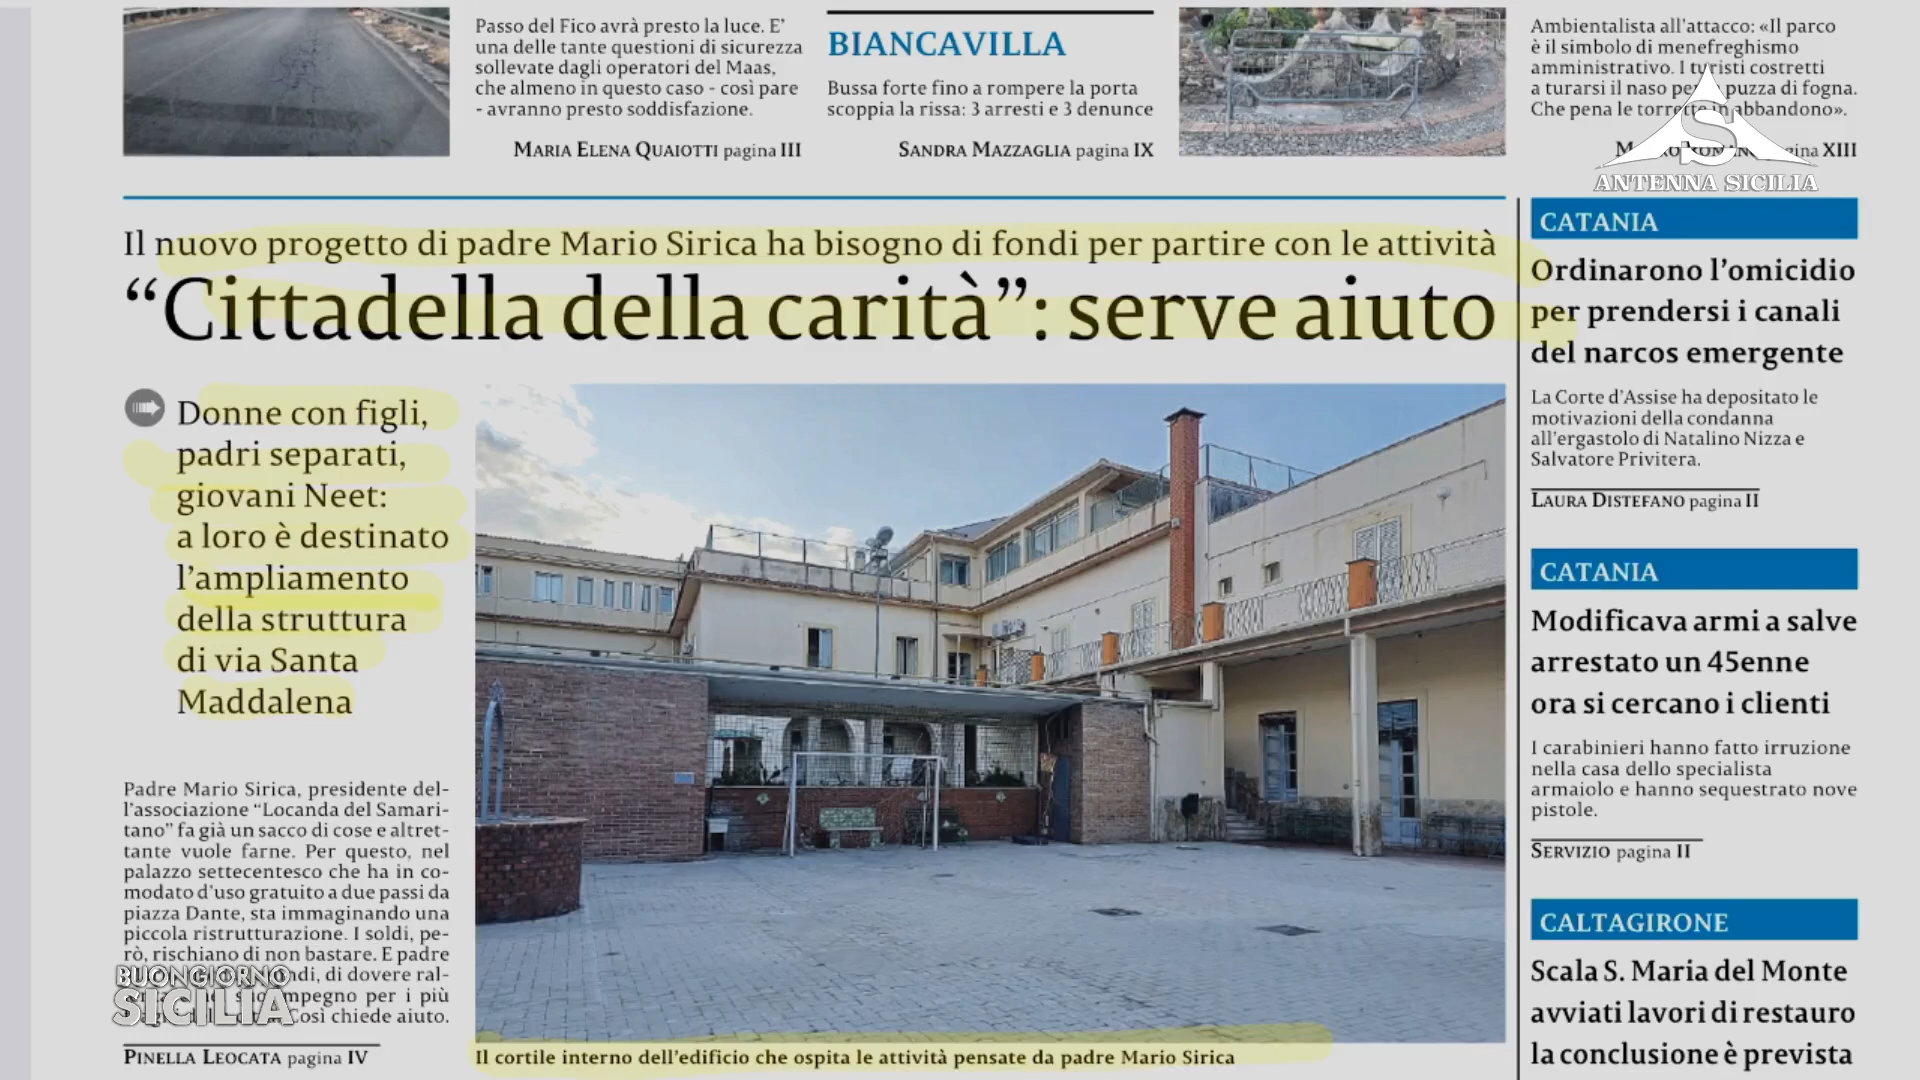 Passo del Fico avrà presto la luce. E'
una delle tante questioni di sicurezza
sollevate dagli operatori del Maas,
che almeno in questo caso - così pare
- avranno presto soddisfazione.
MARIA ELENA QUAIOTTI pagina III
BIANCAVILLA
Bussa forte fino a rompere la porta
scoppia la rissa: 3 arresti e 3 denunce
SANDRA MAZZAGLIA pagina IX
Ambientalista all'attacco: «Il parco
è il simbolo di menefreghismo
amministrativo. I turisti costretti
a turarsi il naso per puzza di fogna.
Che pena le torrette in abbandono».
pagina XIII
ANTENNA SICILIA
Il nuovo progetto di padre Mario Sirica ha bisogno di fondi per partire con le attività
“Cittadella della carità”: serve aiuto
Donne con figli,
padri separati,
giovani Neet:
a loro è destinato
l'ampliamento
della struttura
di via Santa
Maddalena
Padre Mario Sirica, presidente del-
l'associazione “Locanda del Samari-
tano” fa già un sacco di cose e altret-
tante vuole farne. Per questo, nel
palazzo settecentesco che ha in co-
modato d'uso gratuito a due passi da
piazza Dante, sta immaginando una
piccola ristrutturazione. I soldi, pe-
rò, rischiano di non bastare. E padre
di dovere ral-
impegno per i più
Così chiede aiuto.
PINELLA LEOCATA pagina IV
BUONGIORNO
SICILIA
Il cortile interno dell'edificio che ospita le attività pensate da padre Mario Sirica
CATANIA
Ordinarono l'omicidio
per prendersi i canali
del narcos emergente
La Corte d'Assise ha depositato le
motivazioni della condanna
all'ergastolo di Natalino Nizza e
Salvatore Privitera.
LAURA DISTEFANO pagina II
CATANIA
Modificava armi a salve
arrestato un 45enne
ora si cercano i clienti
I carabinieri hanno fatto irruzione
nella casa dello specialista
armaiolo e hanno sequestrato nove
pistole.
SERVIZIO pagina II
CALTAGIRONE
Scala S. Maria del Monte
avviati lavori di restauro
la conclusione è prevista